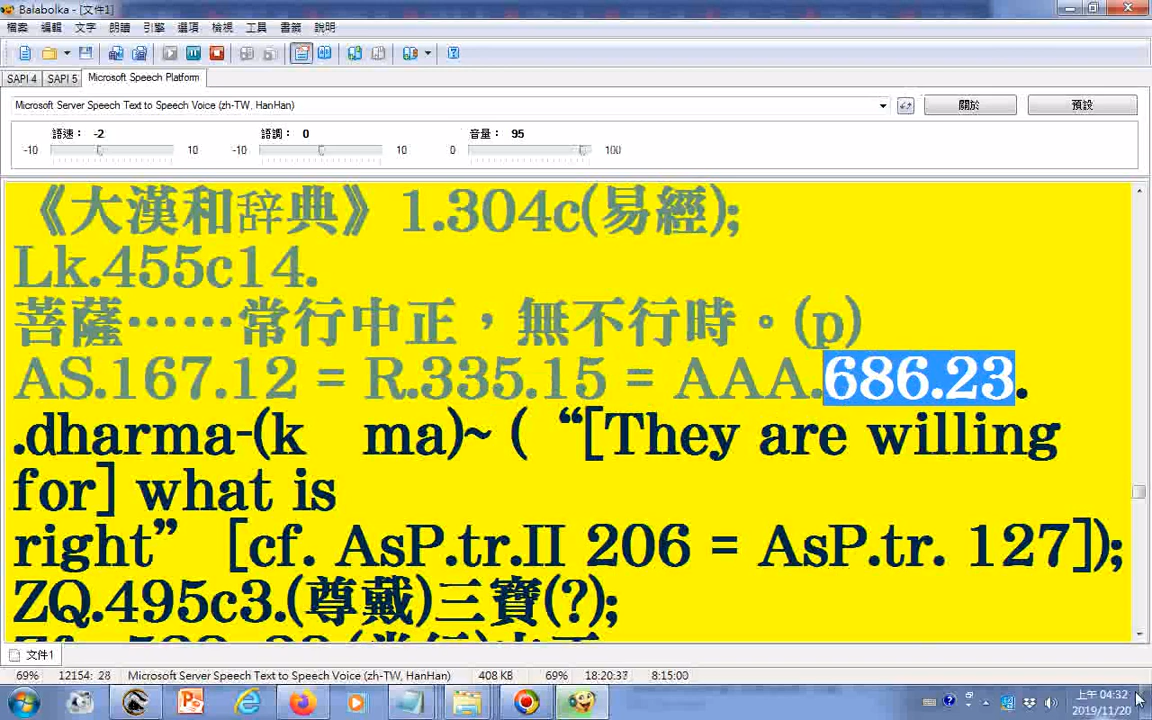 Balabolka - [文件1]
檔案 編輯 文字 朗讀 引擎 選項 檢視 工具 書籤 說明
SAPI 4 SAPI 5 Microsoft Speech Platform
Microsoft Server Speech Text to Speech Voice (zh-TW, HanHan) 關於 預設
語速： -2 語調： 0 音量： 95
-10 10 -10 10 0 100
《大漢和辞典》1.304c(易經);
Lk.455c14.
菩薩……常行中正，無不行時。(p)
AS.167.12 = R.335.15 = AAA.686.23.
.dharma-(k ma)~ (“[They are willing
for] what is
right” [cf. AsP.tr.II 206 = AsP.tr. 127]);
ZQ.495c3.(尊戴)三寶(?);
文件1
69% 12154: 28 Microsoft Server Speech Text to Speech Voice (zh-TW, HanHan) 408 KB 69% 18:20:37 8:15:00
上午 04:32
2019/11/20